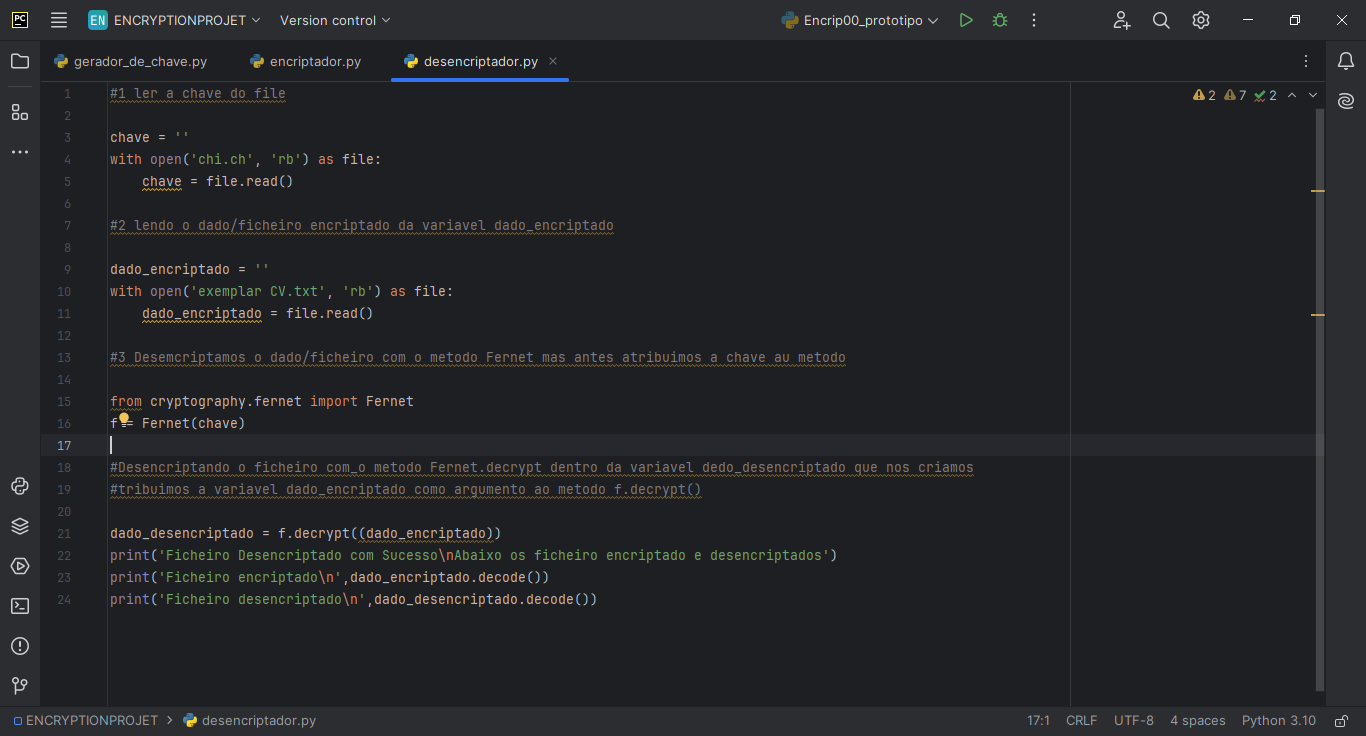 PC
EN ENCRYPTIONPROJET Version control Encrip00_prototipo
gerador_de_chave.py encriptador.py desencriptador.py
2 7 2
1 #1 ler a chave do file
2
3 chave = ''
4 with open('chi.ch', 'rb') as file:
5 chave = file.read()
6
7 #2 lendo o dado/ficheiro encriptado da variavel dado_encriptado
8
9 dado_encriptado = ''
10 with open('exemplar CV.txt', 'rb') as file:
11 dado_encriptado = file.read()
12
13 #3 Desemcriptamos o dado/ficheiro com o metodo Fernet mas antes atribuimos a chave au metodo
14
15 from cryptography.fernet import Fernet
16 f = Fernet(chave)
17
18 #Desencriptando o ficheiro com_o metodo Fernet.decrypt dentro da variavel dedo_desencriptado que nos criamos
19 #tribuimos a variavel dado_encriptado como argumento ao metodo f.decrypt()
20
21 dado_desencriptado = f.decrypt((dado_encriptado))
22 print('Ficheiro Desencriptado com Sucesso\nAbaixo os ficheiro encriptado e desencriptados')
23 print('Ficheiro encriptado\n',dado_encriptado.decode())
24 print('Ficheiro desencriptado\n',dado_desencriptado.decode())
ENCRYPTIONPROJET > desencriptador.py 17:1 CRLF UTF-8 4 spaces Python 3.10